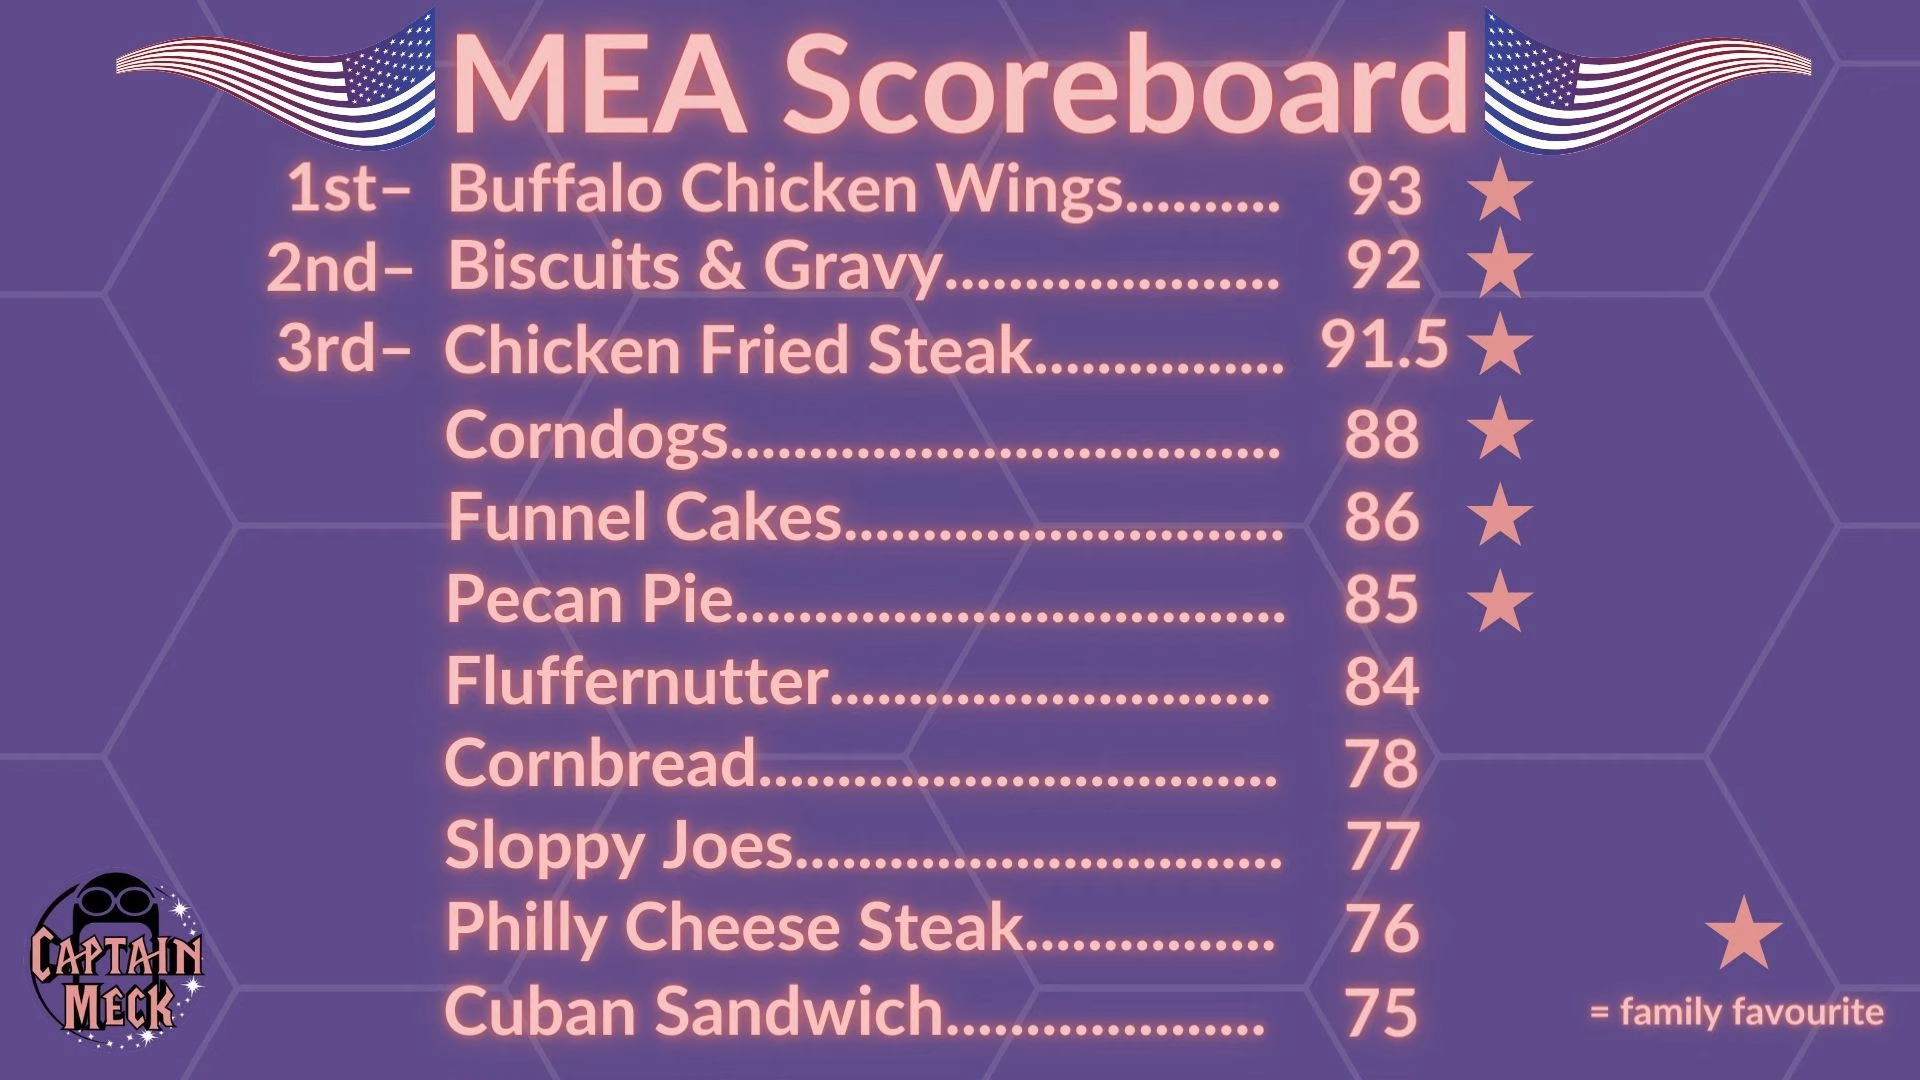 MEA Scoreboard
1st– Buffalo Chicken Wings.......... 93
2nd– Biscuits & Gravy..................... 92
3rd– Chicken Fried Steak................ 91.5
Corndogs................................... 88
Funnel Cakes............................ 86
Pecan Pie................................... 85
Fluffernutter............................ 84
Cornbread................................. 78
Sloppy Joes............................... 77
Philly Cheese Steak................ 76
Cuban Sandwich.................... 75
= family favourite
CAPTAIN
MECK